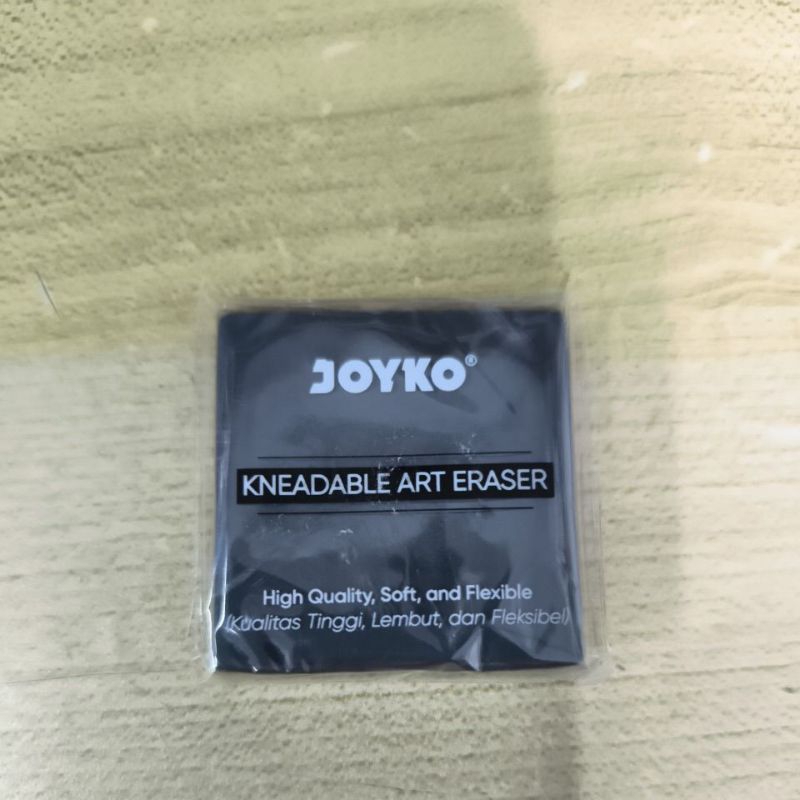 JOYKO®
KNEADABLE ART ERASER
High Quality, Soft, and Flexible
(Kualitas Tinggi, Lembut, dan Fleksibel)